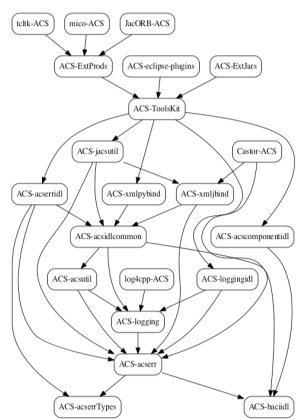 tcltk-ACS
mico-ACS
JacORB-ACS
ACS-ExtProds
ACS-eclipse-plugins
ACS-ExtJars
ACS-ToolsKit
ACS-jacsutil
Castor-ACS
ACS-acserridl
ACS-xmlpybind
ACS-xmljbind
ACS-acsidlcommon
ACS-acscomponentidl
ACS-acsutil
log4cpp-ACS
ACS-loggingidl
ACS-logging
ACS-acserr
ACS-acserrTypes
ACS-baciidl